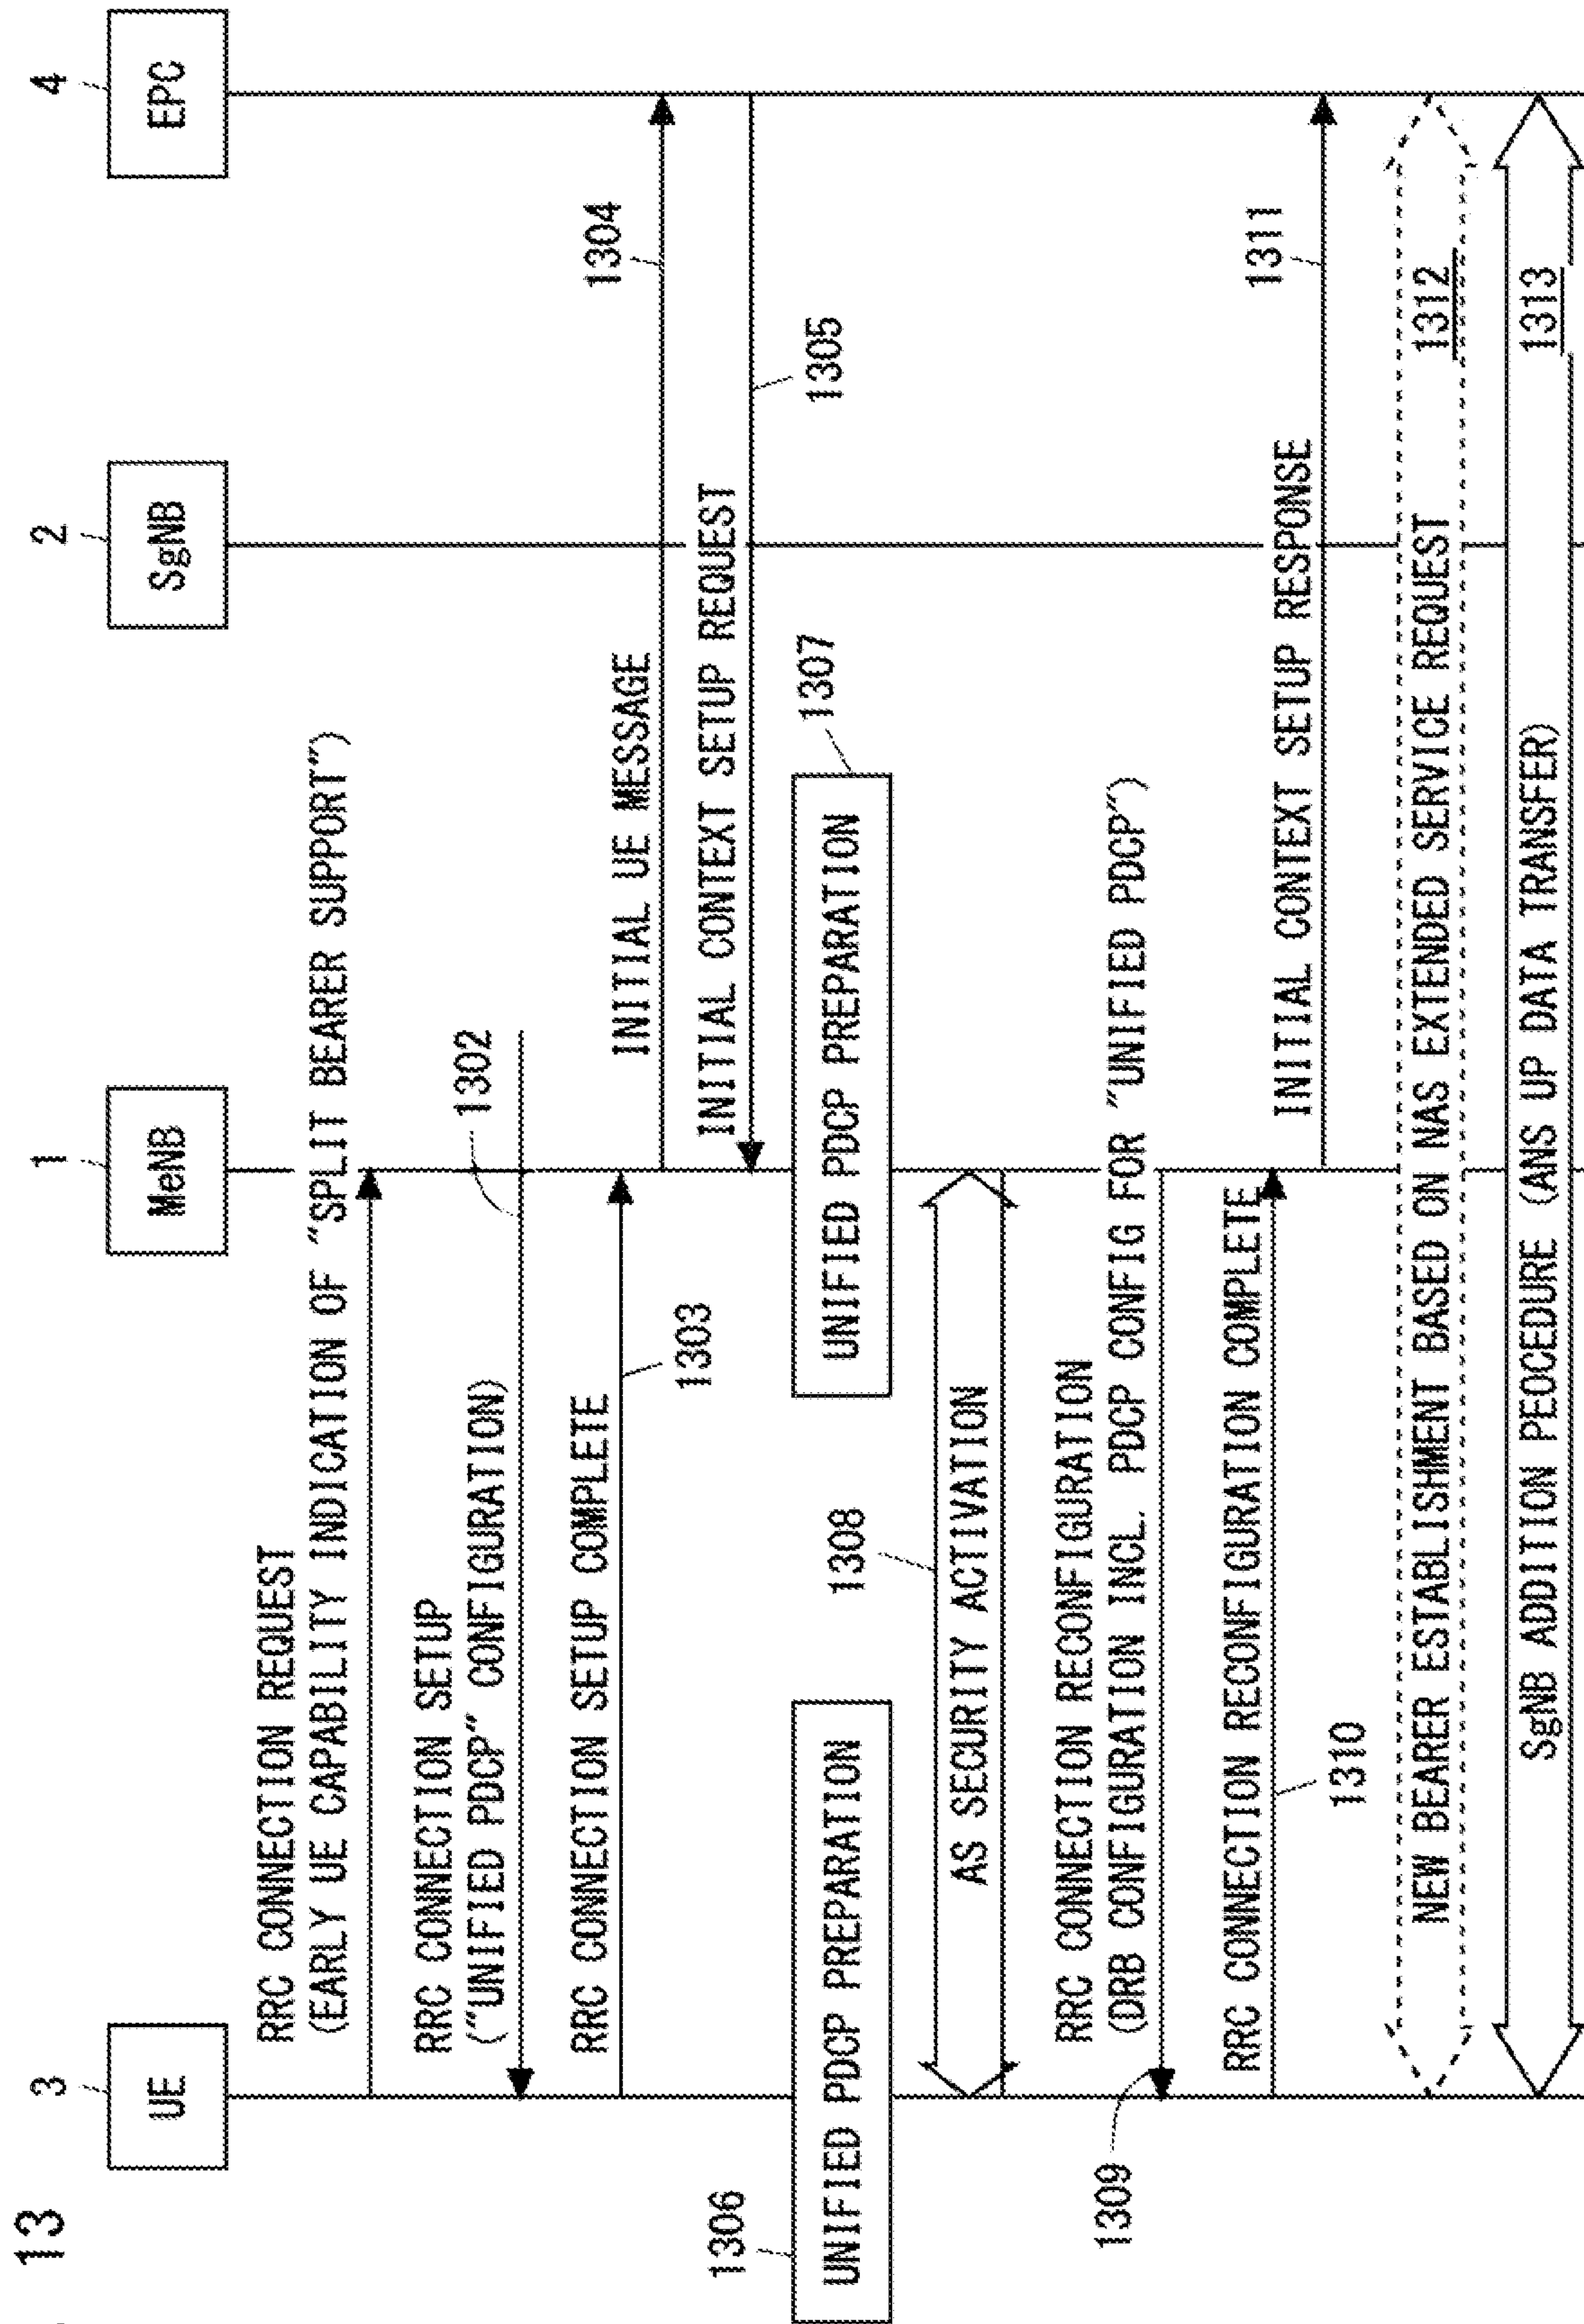 13
3
1
2
4
UE
MeNB
SgNB
EPC
RRC CONNECTION REQUEST
(EARLY UE CAPABILITY INDICATION OF "SPLIT BEARER SUPPORT")
RRC CONNECTION SETUP
("UNIFIED PDCP" CONFIGURATION)
1302
RRC CONNECTION SETUP COMPLETE
1303
INITIAL UE MESSAGE
1304
INITIAL CONTEXT SETUP REQUEST
1305
1306
UNIFIED PDCP PREPARATION
UNIFIED PDCP PREPARATION
1307
1308
AS SECURITY ACTIVATION
RRC CONNECTION RECONFIGURATION
(DRB CONFIGURATION INCL. PDCP CONFIG FOR "UNIFIED PDCP")
1309
RRC CONNECTION RECONFIGURATION COMPLETE
1310
INITIAL CONTEXT SETUP RESPONSE
1311
NEW BEARER ESTABLISHMENT BASED ON NAS EXTENDED SERVICE REQUEST 1312
SgNB ADDITION PEOCEDURE (ANS UP DATA TRANSFER) 1313